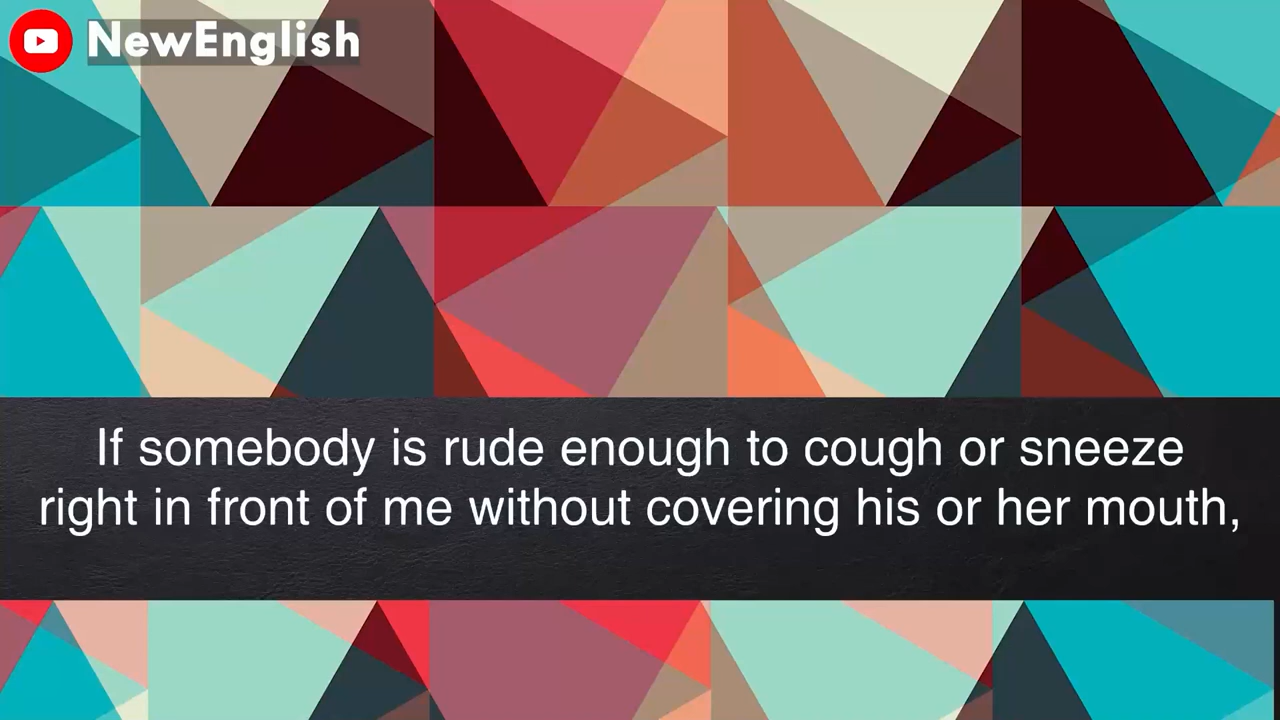 NewEnglish
If somebody is rude enough to cough or sneeze
right in front of me without covering his or her mouth,